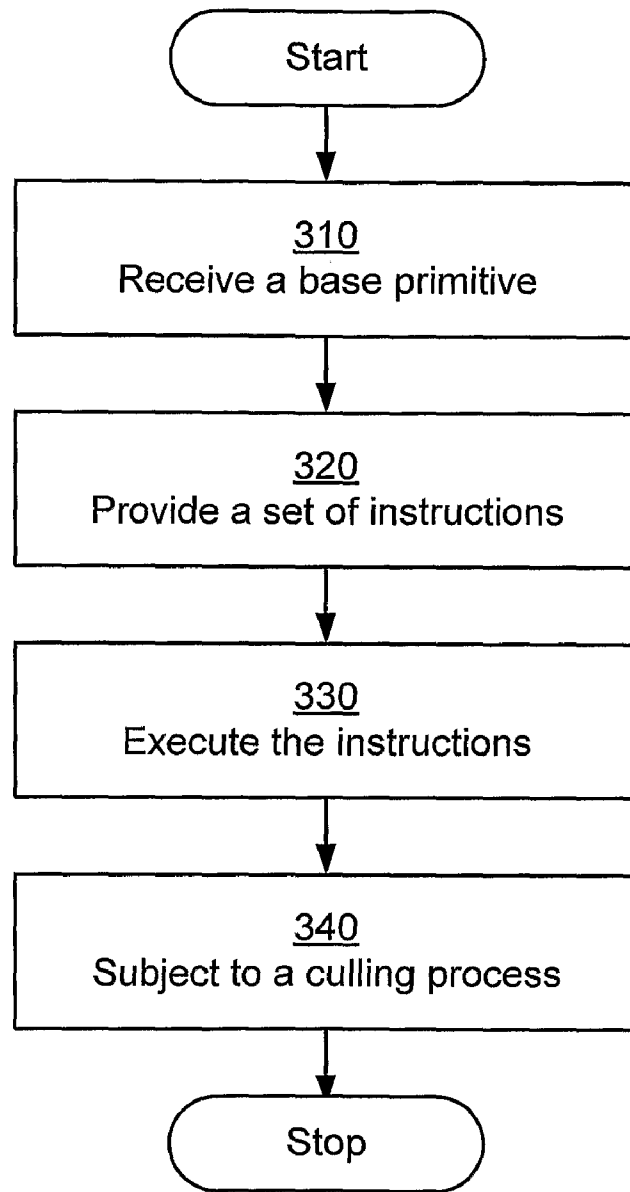 Start
310
Receive a base primitive
320
Provide a set of instructions
330
Execute the instructions
340
Subject to a culling process
Stop